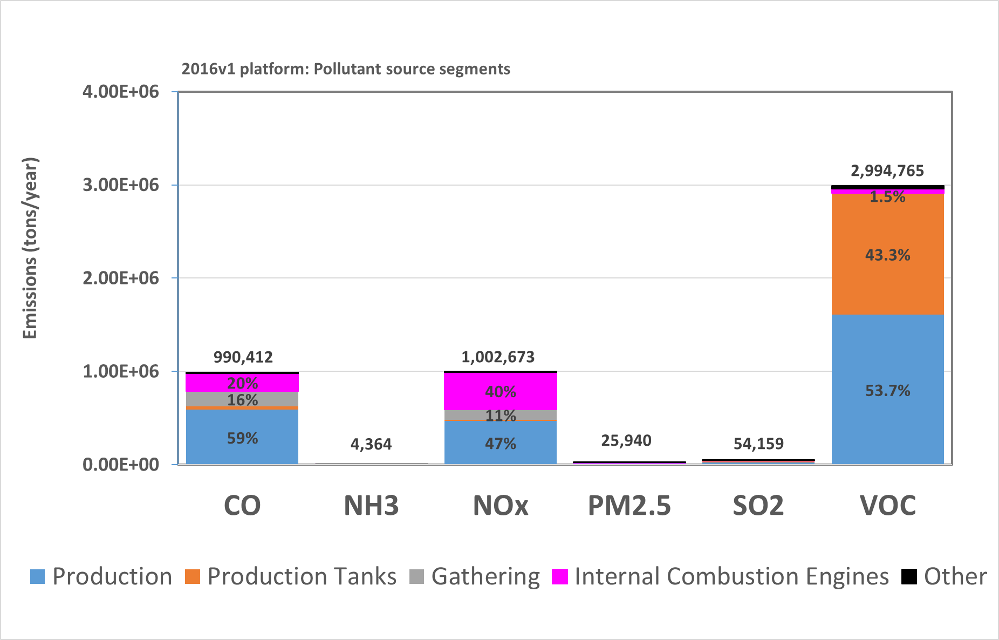 2016v1 platform: Pollutant source segments
4.00E+06
3.00E+06
2.00E+06
1.00E+06
0.00E+00
Emissions (tons/year)
990,412
20%
16%
59%
4,364
1,002,673
40%
11%
47%
25,940
54,159
2,994,765
1.5%
43.3%
53.7%
CO NH3 NOx PM2.5 SO2 VOC
Production Production Tanks Gathering Internal Combustion Engines Other